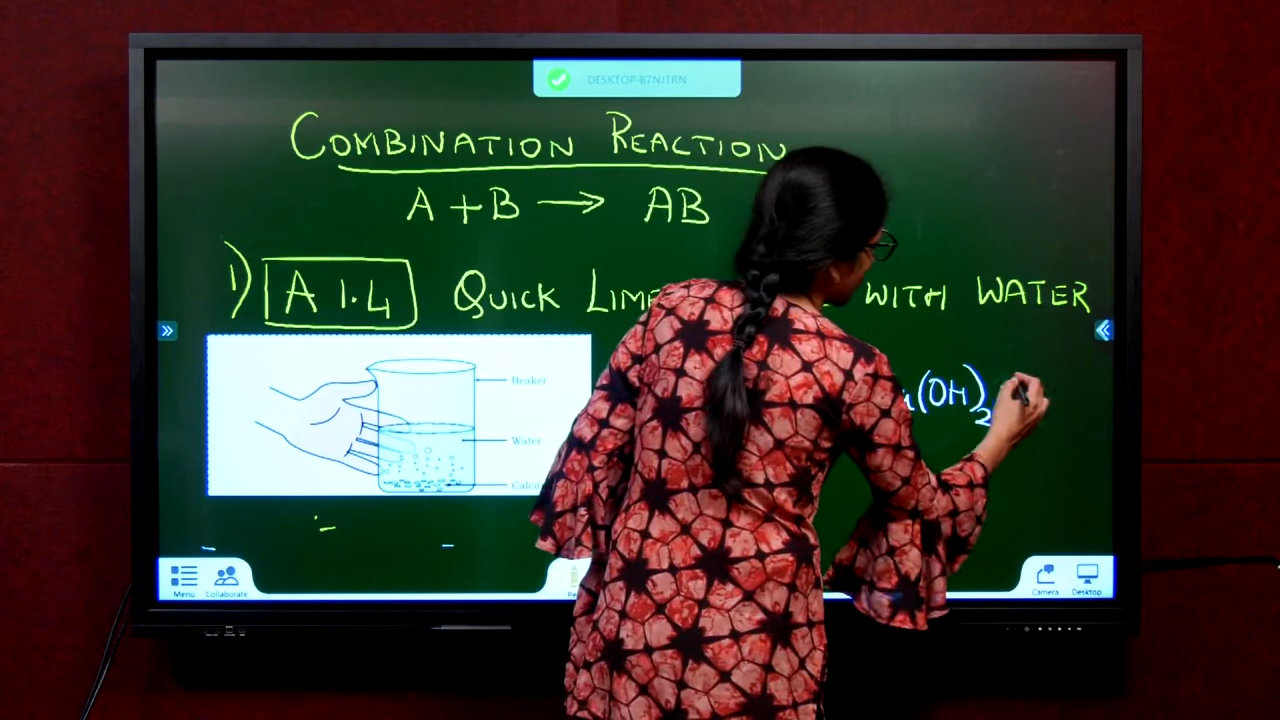 DESKTOP-B7NITRN
COMBINATION REACTION
A + B → AB
1) A 1.4 QUICK LIME WITH WATER
Beaker
(OH)2
Water
Menu
Collaborate
Camera
Desktop